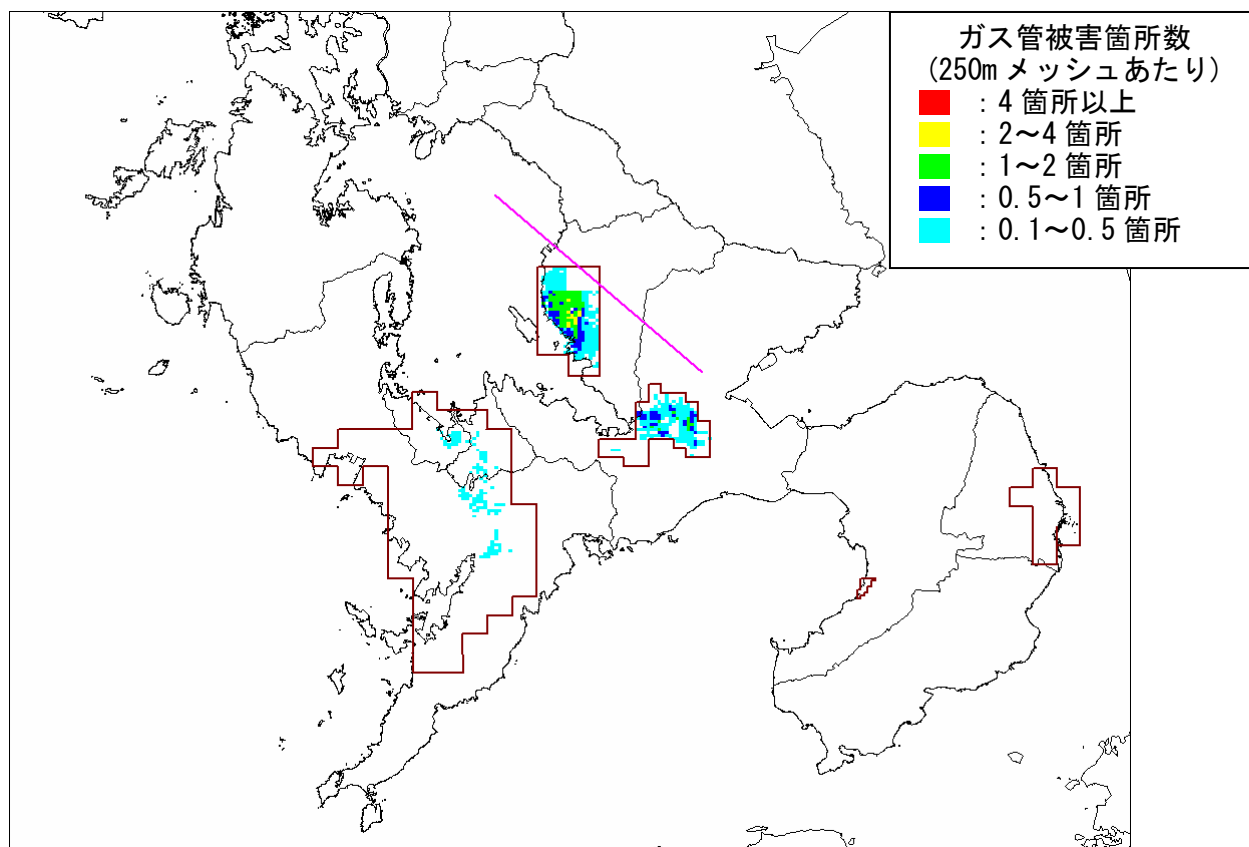 ガス管被害箇所数
(250m メッシュあたり)
：4 箇所以上
：2～4 箇所
：1～2 箇所
：0.5～1 箇所
：0.1～0.5 箇所